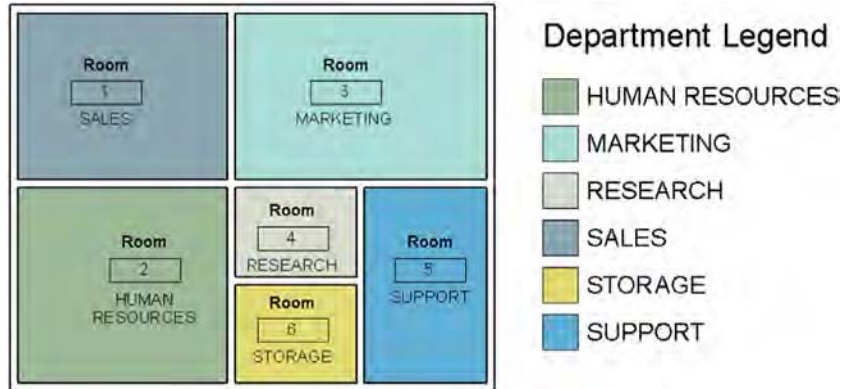 Room
1
SALES
Room
3
MARKETING
Room
2
HUMAN
RESOURCES
Room
4
RESEARCH
Room
5
SUPPORT
Room
6
STORAGE
Department Legend
HUMAN RESOURCES
MARKETING
RESEARCH
SALES
STORAGE
SUPPORT